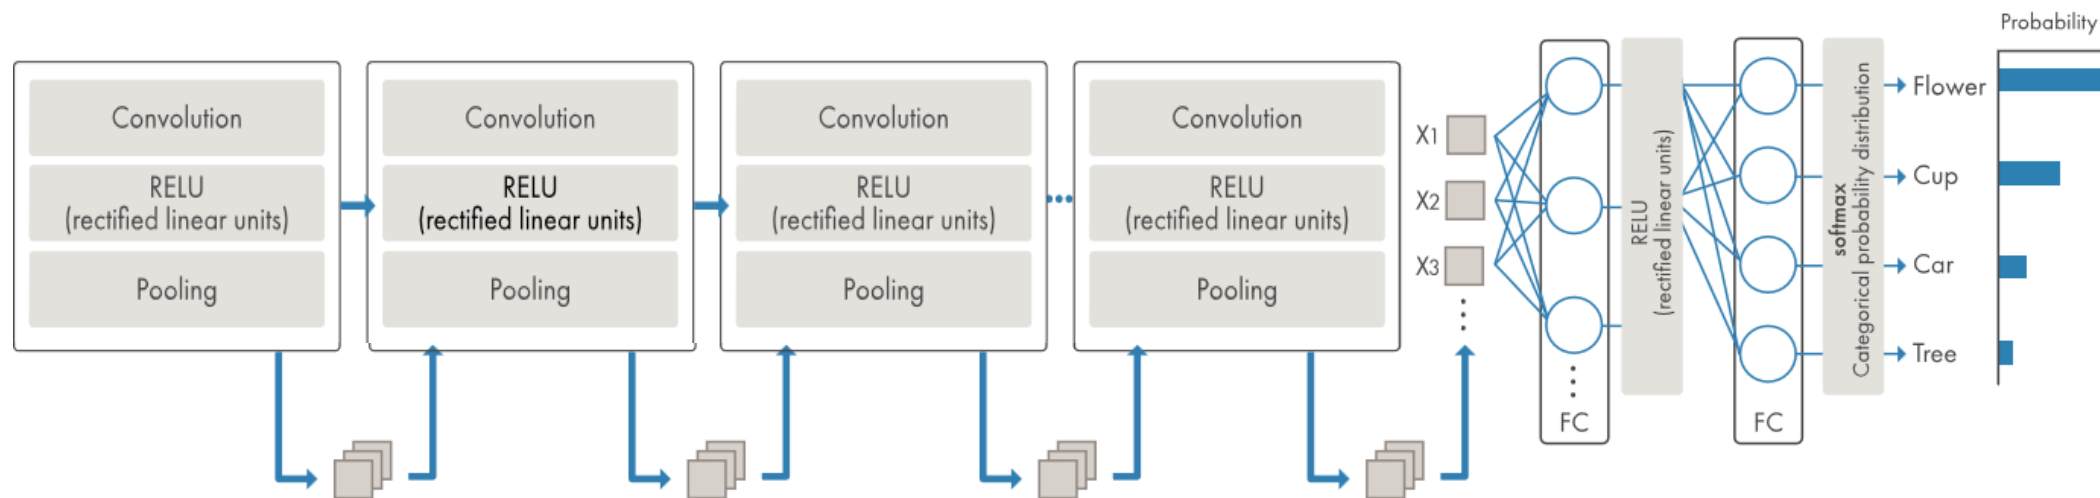 Convolution
RELU
(rectified linear units)
Pooling
Convolution
RELU
(rectified linear units)
Pooling
Convolution
RELU
(rectified linear units)
Pooling
Convolution
RELU
(rectified linear units)
Pooling
X1
X2
X3
FC
RELU
(rectified linear units)
FC
softmax
Categorical probability distribution
Flower
Cup
Car
Tree
Probability